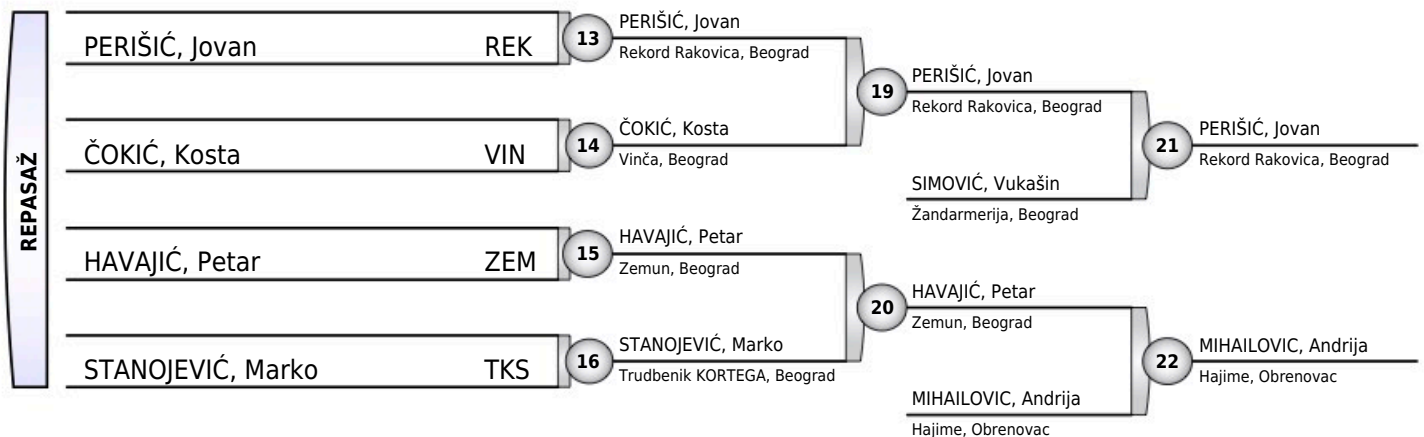 REPASAŽ
PERIŠIĆ, Jovan REK
13
PERIŠIĆ, Jovan
Rekord Rakovica, Beograd
ČOKIĆ, Kosta VIN
14
ČOKIĆ, Kosta
Vinča, Beograd
HAVAJIĆ, Petar ZEM
15
HAVAJIĆ, Petar
Zemun, Beograd
STANOJEVIĆ, Marko TKS
16
STANOJEVIĆ, Marko
Trudbenik KORTEGA, Beograd
19
PERIŠIĆ, Jovan
Rekord Rakovica, Beograd
SIMOVIĆ, Vukašin
Žandarmerija, Beograd
20
HAVAJIĆ, Petar
Zemun, Beograd
MIHAILOVIC, Andrija
Hajime, Obrenovac
21
PERIŠIĆ, Jovan
Rekord Rakovica, Beograd
22
MIHAILOVIC, Andrija
Hajime, Obrenovac